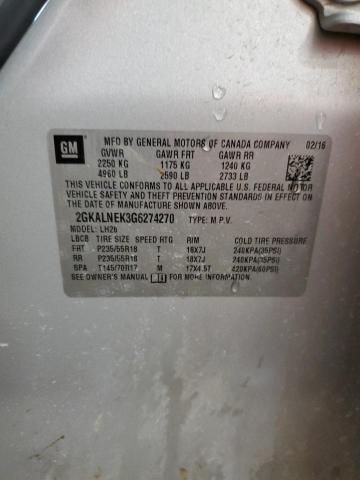 GM
MFD BY GENERAL MOTORS OF CANADA COMPANY 02/16
GVWR GAWR FRT GAWR RR
2250 KG 1175 KG 1240 KG
4960 LB 2590 LB 2733 LB
THIS VEHICLE CONFORMS TO ALL APPLICABLE U.S. FEDERAL MOTOR
VEHICLE SAFETY AND THEFT PREVENTION STANDARDS IN EFFECT ON
THE DATE OF MANUFACTURE SHOWN ABOVE.
2GKALNEK3G6274270 TYPE: M.P.V.
MODEL: LH26
LBCB TIRE SIZE SPEED RTG RIM COLD TIRE PRESSURE
FRT P235/55R18 T 18X7J 240KPA(35PSI)
RR P235/55R18 T 18X7J 240KPA(35PSI)
SPA T145/70R17 M 17X4.5T 420KPA(60PSI)
SEE OWNER'S MANUAL FOR MORE INFORMATION.